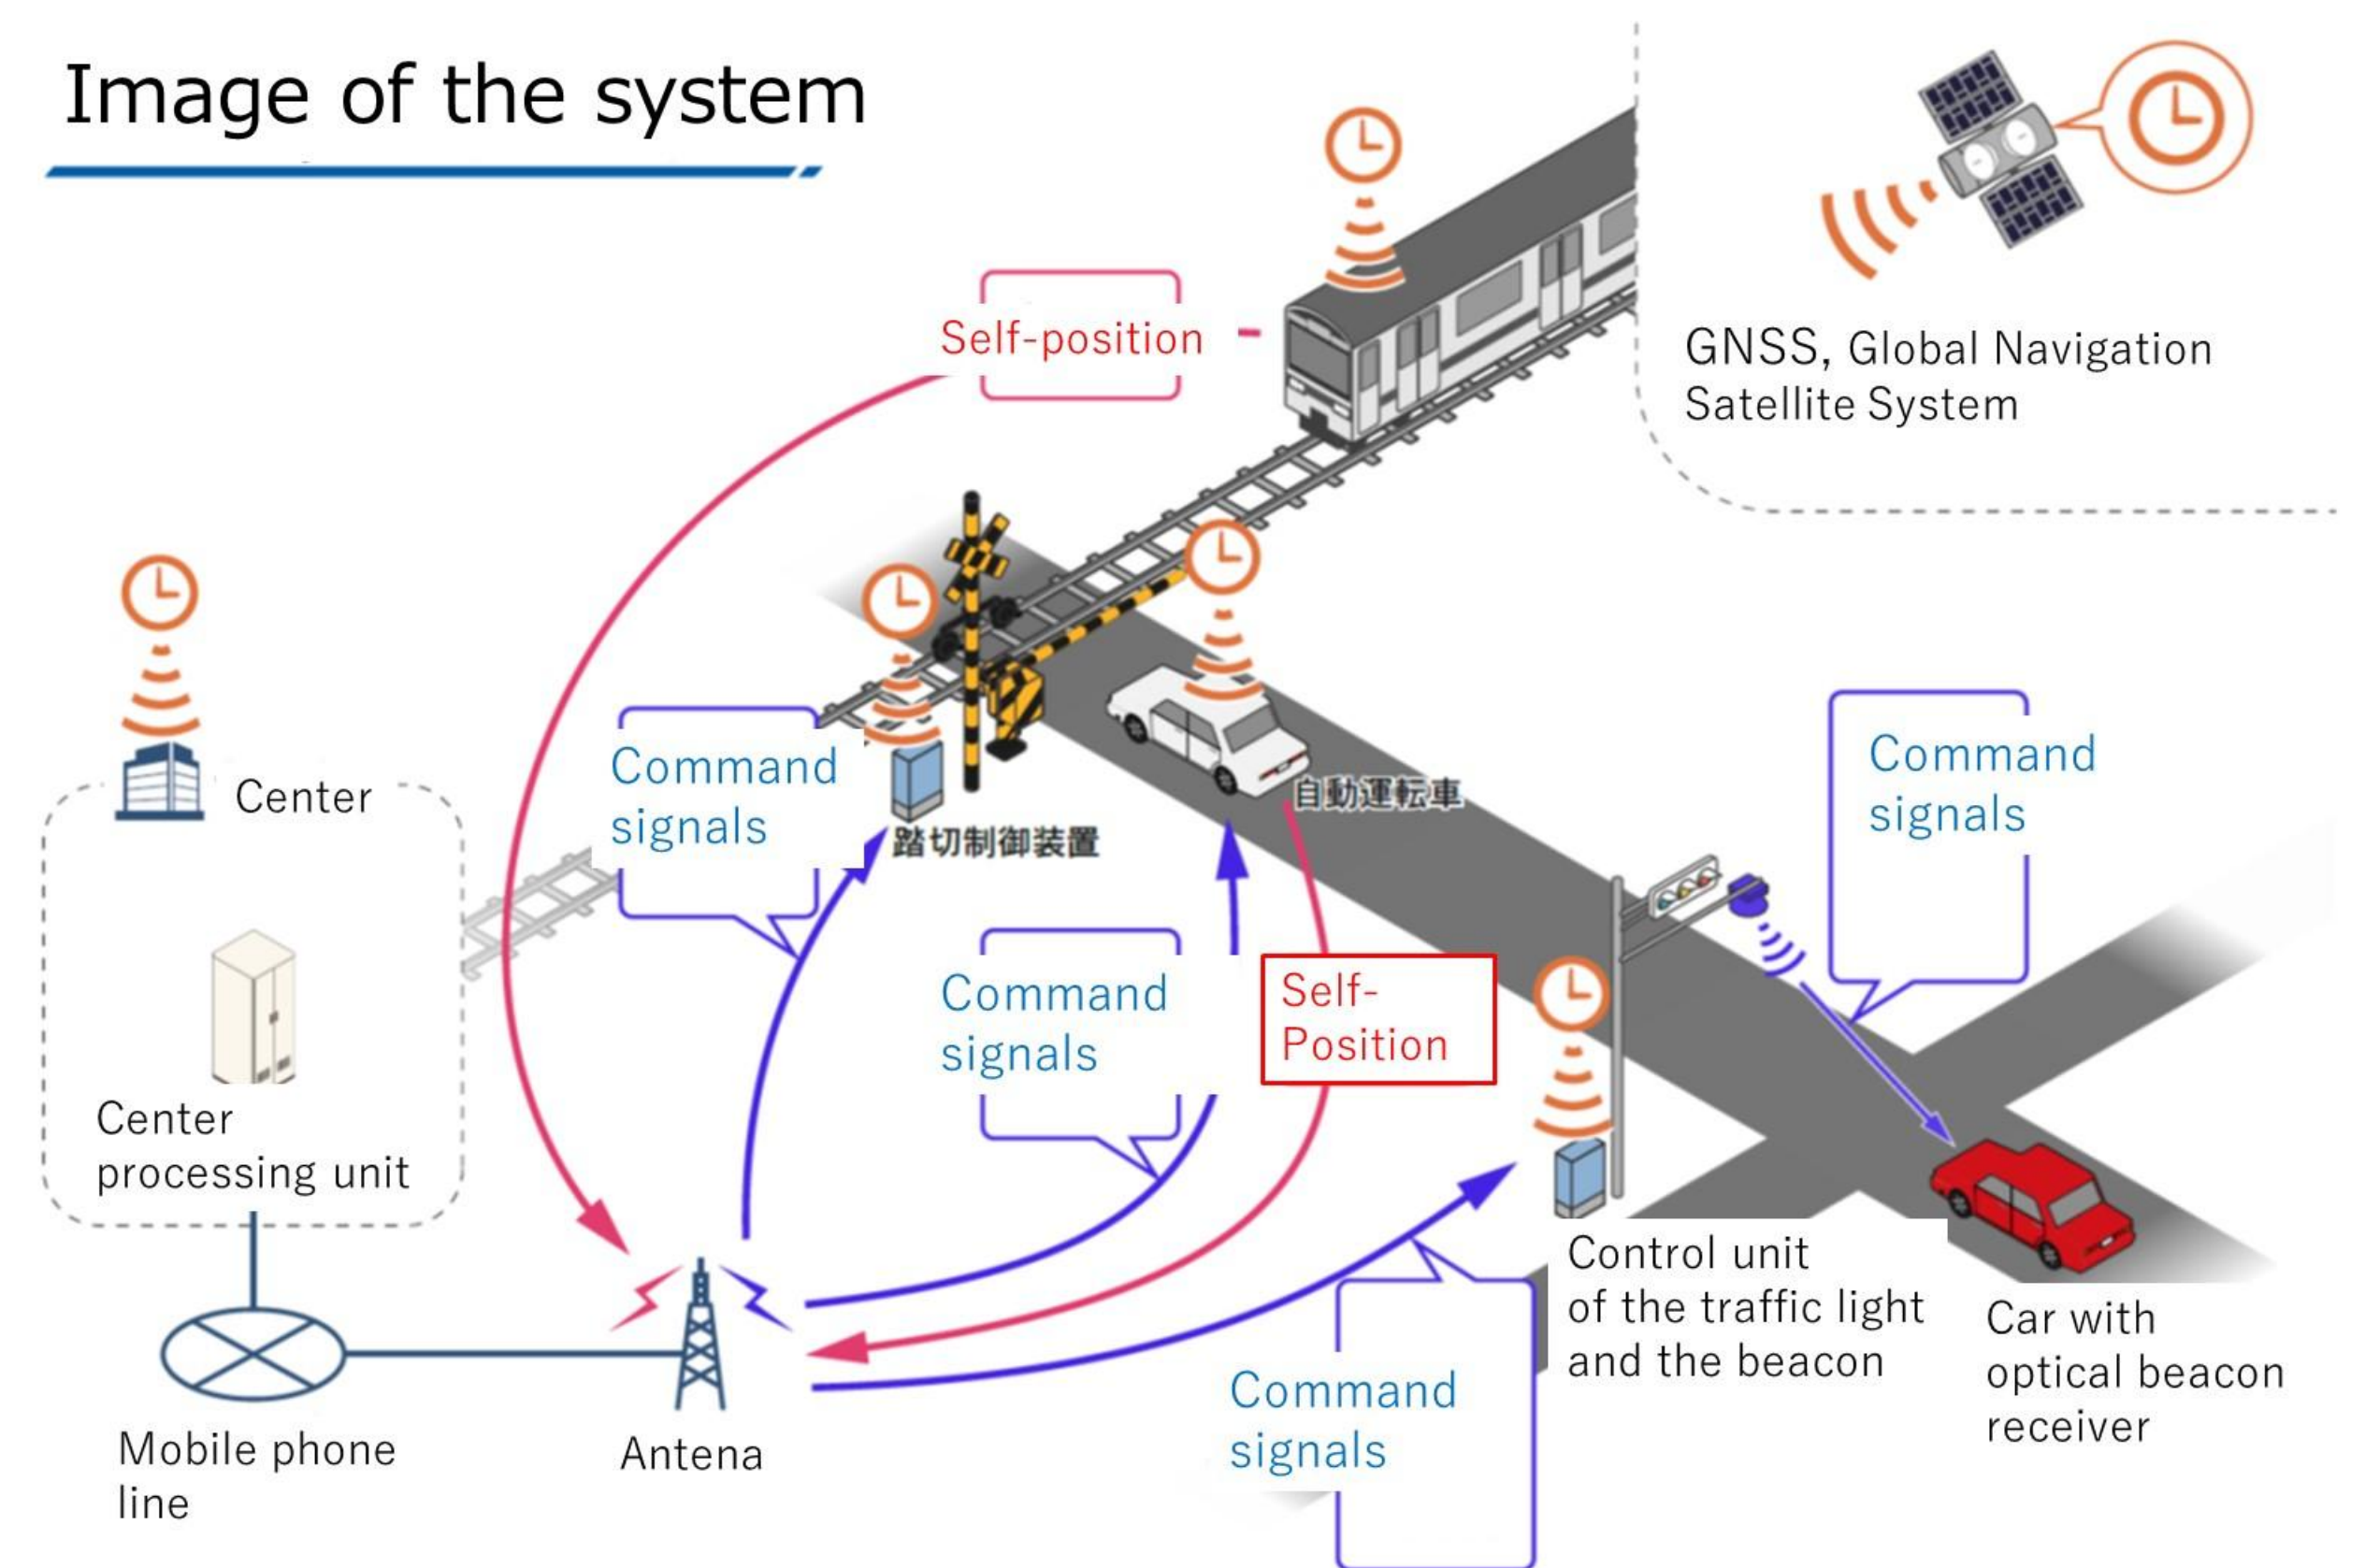 Image of the system
Self-position
GNSS, Global Navigation
Satellite System
Center
Command
signals
自動運転車
踏切制御装置
Command
signals
Command
signals
Self-
Position
Center
processing unit
Control unit
of the traffic light
and the beacon
Car with
optical beacon
receiver
Command
signals
Mobile phone
line
Antena